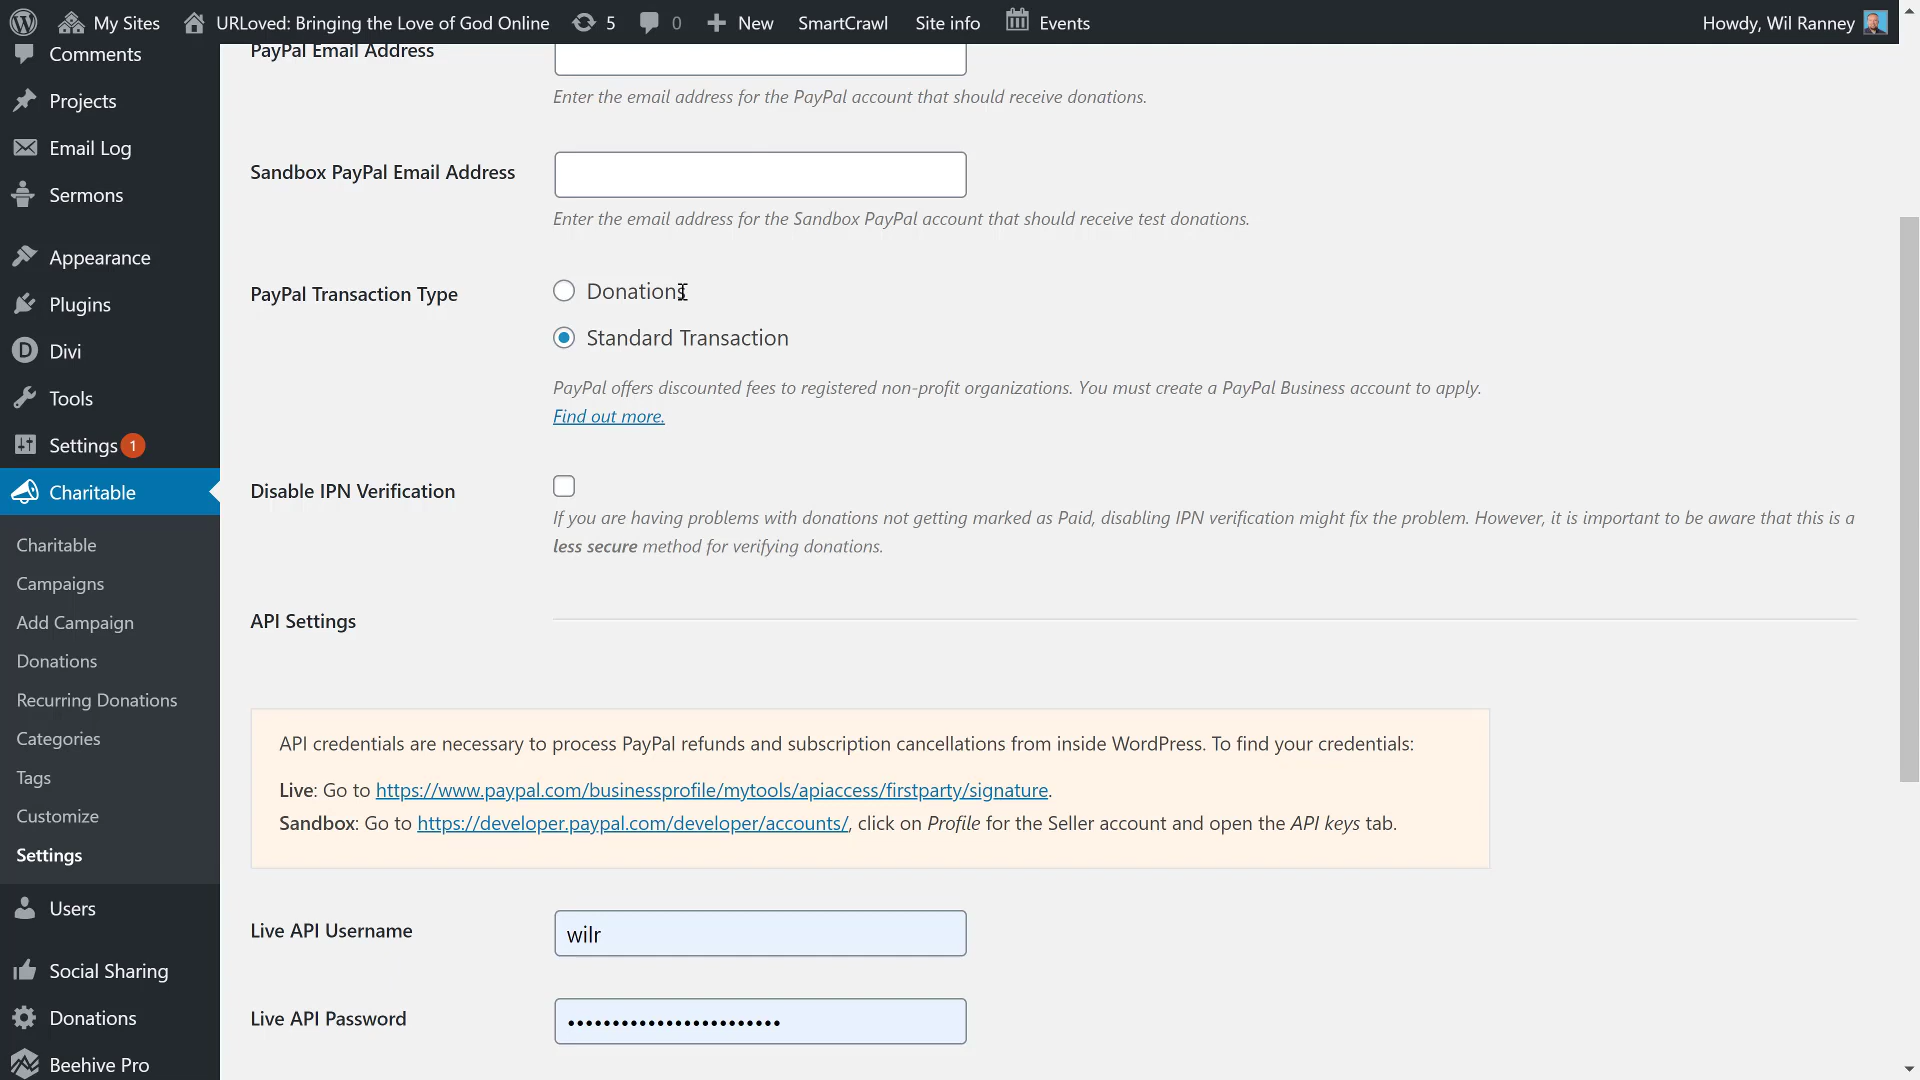 My Sites
URLoved: Bringing the Love of God Online
5
0
New
SmartCrawl
Site info
Events
Howdy, Wil Ranney
Comments
Projects
Email Log
Sermons
Appearance
Plugins
D Divi
Tools
Settings 1
Charitable
Charitable
Campaigns
Add Campaign
Donations
Recurring Donations
Categories
Tags
Customize
Settings
Users
Social Sharing
Donations
Beehive Pro
PayPal Email Address
Enter the email address for the PayPal account that should receive donations.
Sandbox PayPal Email Address
Enter the email address for the Sandbox PayPal account that should receive test donations.
PayPal Transaction Type
Donations
Standard Transaction
PayPal offers discounted fees to registered non-profit organizations. You must create a PayPal Business account to apply.
Find out more.
Disable IPN Verification
If you are having problems with donations not getting marked as Paid, disabling IPN verification might fix the problem. However, it is important to be aware that this is a
less secure method for verifying donations.
API Settings
API credentials are necessary to process PayPal refunds and subscription cancellations from inside WordPress. To find your credentials:
Live: Go to https://www.paypal.com/businessprofile/mytools/apiaccess/firstparty/signature.
Sandbox: Go to https://developer.paypal.com/developer/accounts/, click on Profile for the Seller account and open the API keys tab.
Live API Username
wilr
Live API Password
••••••••••••••••••••••••